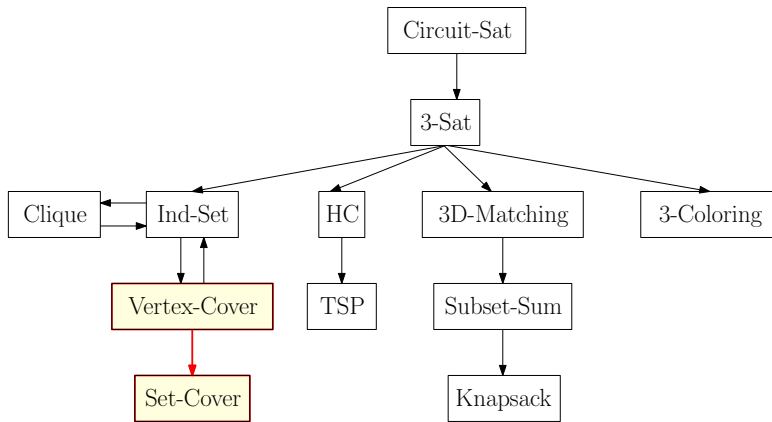 Circuit-Sat
3-Sat
Clique
Ind-Set
HC
3D-Matching
3-Coloring
Vertex-Cover
TSP
Subset-Sum
Set-Cover
Knapsack